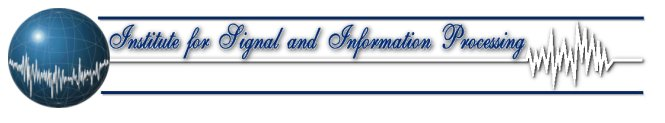 Institute for Signal and Information Processing